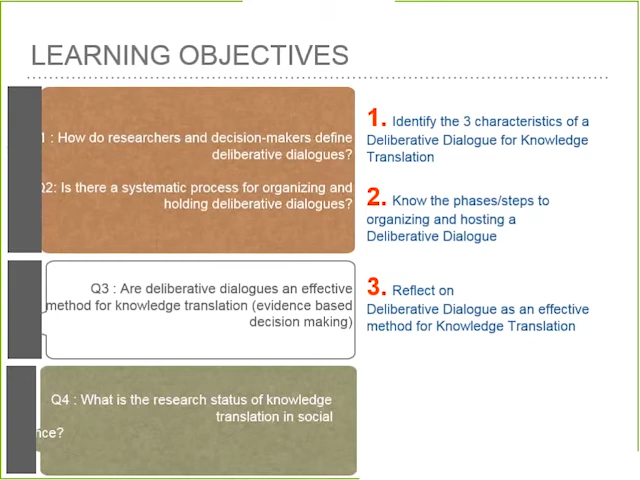 LEARNING OBJECTIVES
1 : How do researchers and decision-makers define
deliberative dialogues?
Q2: Is there a systematic process for organizing and
holding deliberative dialogues?
Q3 : Are deliberative dialogues an effective
method for knowledge translation (evidence based
decision making)
Q4 : What is the research status of knowledge
translation in social
nce?
1. Identify the 3 characteristics of a
Deliberative Dialogue for Knowledge
Translation
2. Know the phases/steps to
organizing and hosting a
Deliberative Dialogue
3. Reflect on
Deliberative Dialogue as an effective
method for Knowledge Translation